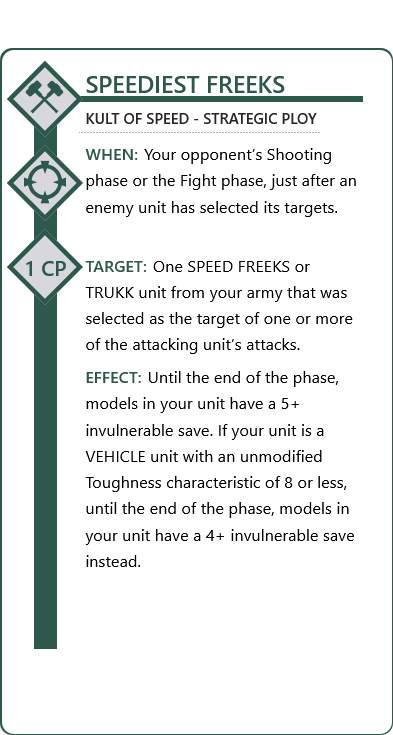 SPEEDIEST FREEKS
KULT OF SPEED - STRATEGIC PLOY
WHEN: Your opponent’s Shooting
phase or the Fight phase, just after an
enemy unit has selected its targets.
1 CP
TARGET: One SPEED FREEKS or
TRUKK unit from your army that was
selected as the target of one or more
of the attacking unit’s attacks.
EFFECT: Until the end of the phase,
models in your unit have a 5+
invulnerable save. If your unit is a
VEHICLE unit with an unmodified
Toughness characteristic of 8 or less,
until the end of the phase, models in
your unit have a 4+ invulnerable save
instead.